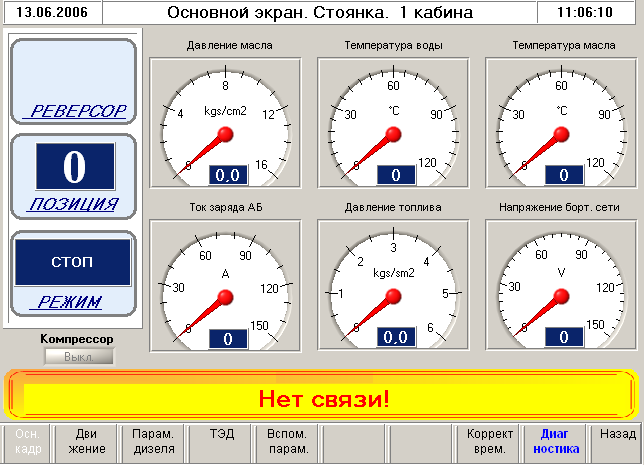 13.06.2006 Основной экран. Стоянка. 1 кабина 11:06:10
РЕВЕРСОР
0
ПОЗИЦИЯ
СТОП
РЕЖИМ
Компрессор
Выкл.
Давление масла
0 4 8 12 16
kgs/cm2
0,0
Температура воды
0 30 60 90 120
°C
0
Температура масла
0 30 60 90 120
°C
0
Ток заряда АБ
0 30 60 90 120 150
A
0
Давление топлива
0 1 2 3 4 5 6
kgs/sm2
0,0
Напряжение борт. сети
0 30 60 90 120 150
V
0
Нет связи!
Осн.
кадр
Дви
жение
Парам.
дизеля
ТЭД
Вспом.
парам.
Коррект
врем.
Диаг
ностика
Назад